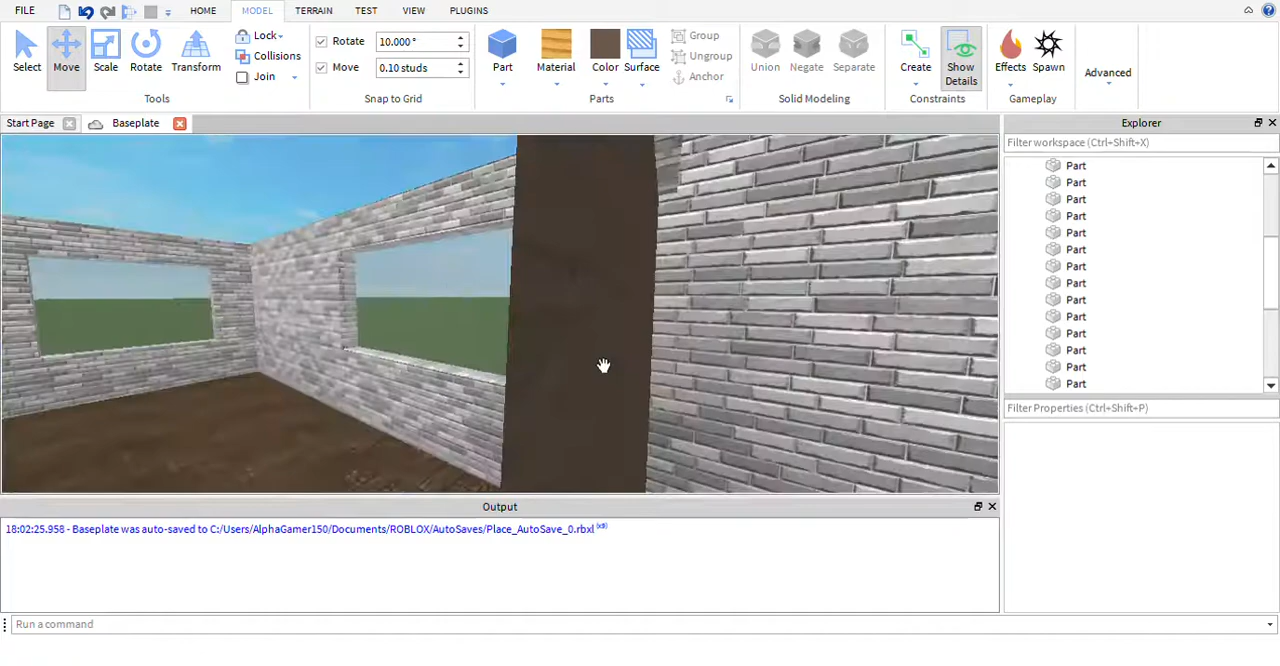 FILE HOME MODEL TERRAIN TEST VIEW PLUGINS
Select Move Scale Rotate Transform
Lock
Collisions
Join
Tools
Rotate 10.000 °
Move 0.10 studs
Snap to Grid
Part Material Color Surface
Group
Ungroup
Anchor
Parts
Union Negate Separate
Solid Modeling
Create Show Details
Constraints
Effects Spawn
Gameplay
Advanced
Start Page Baseplate
Explorer
Filter workspace (Ctrl+Shift+X)
Part
Part
Part
Part
Part
Part
Part
Part
Part
Part
Part
Part
Part
Part
Filter Properties (Ctrl+Shift+P)
Output
18:02:25.958 - Baseplate was auto-saved to C:/Users/AlphaGamer150/Documents/ROBLOX/AutoSaves/Place_AutoSave_0.rbxl (x8)
Run a command